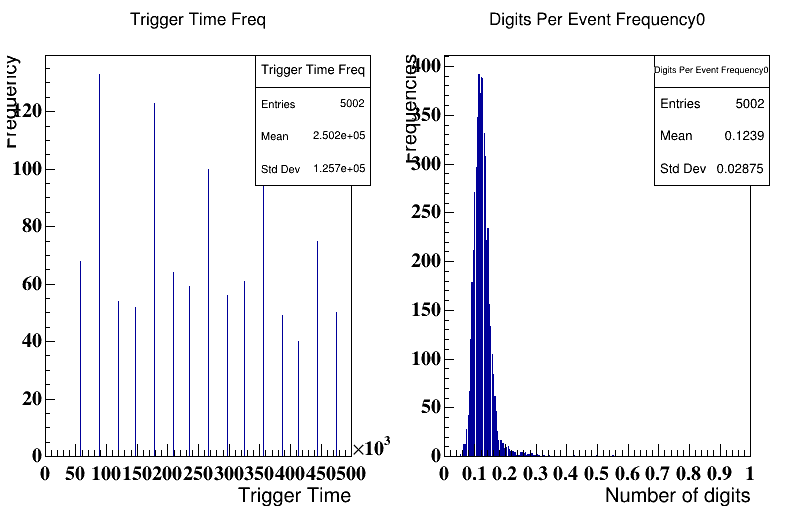 Trigger Time Freq
Frequency
120
100
80
60
40
20
0
0 50 100 150 200 250 300 350 400 450 500
×10³
Trigger Time
Trigger Time Freq
Entries 5002
Mean 2.502e+05
Std Dev 1.257e+05
Digits Per Event Frequency0
Frequencies
400
350
300
250
200
150
100
50
0
0 0.1 0.2 0.3 0.4 0.5 0.6 0.7 0.8 0.9 1
Number of digits
Digits Per Event Frequency0
Entries 5002
Mean 0.1239
Std Dev 0.02875